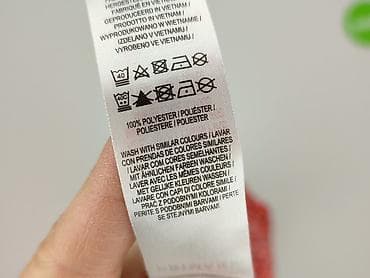 FABRIQUÉ EN VIETNAM /
GEPRODUCEERD IN VIETNAM /
PRODOTTO IN VIETNAM /
WYPRODUKOWANO W WIETNAMIE /
IZDELANO V VIETNAMU /
VYROBENO VE VIETNAMU /
40
100% POLYESTER / POLIÉSTER /
POLIESTERE / POLIESTER
WASH WITH SIMILAR COLOURS / LAVAR
CON PRENDAS DE COLORES SIMILARES
/ LAVAR COM CORES SEMELHANTES /
MIT ÄHNLICHEN FARBEN WASCHEN /
LAVER AVEC LES MÊMES COULEURS /
MET GELIJKE KLEUREN WASSEN /
LAVARE CON CAPI DI COLORE SIMILE /
PRAĆ Z PODOBNYMI KOLORAMI /
PERITE S PODOBNIMI BARVAMI / PERTE
SE STEJNÝMI BARVAMI